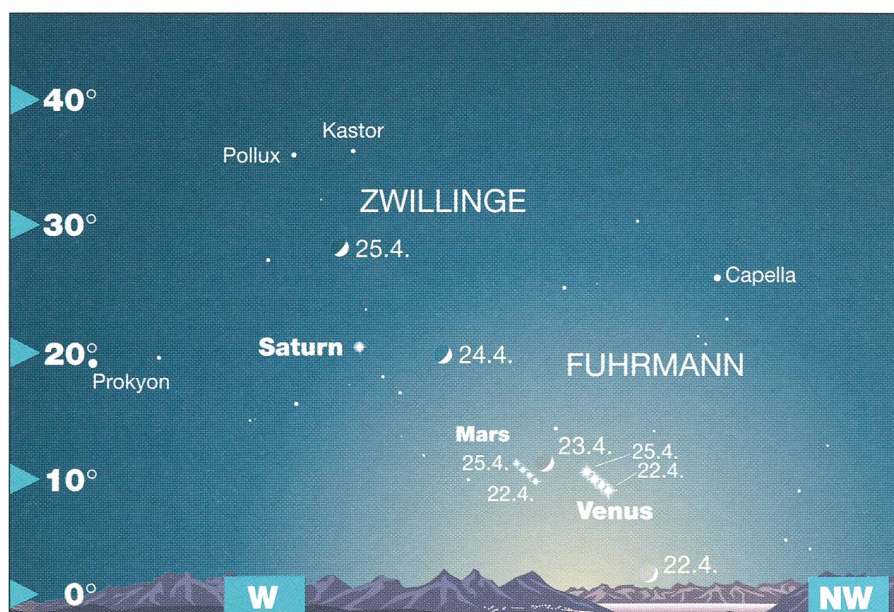 40°
Kastor
Pollux
ZWILLINGE
30°
25.4.
Capella
Saturn
20°
24.4.
FUHRMANN
Prokyon
Mars
23.4.
25.4.
25.4.
22.4.
10°
22.4.
Venus
22.4.
0°
W
NW